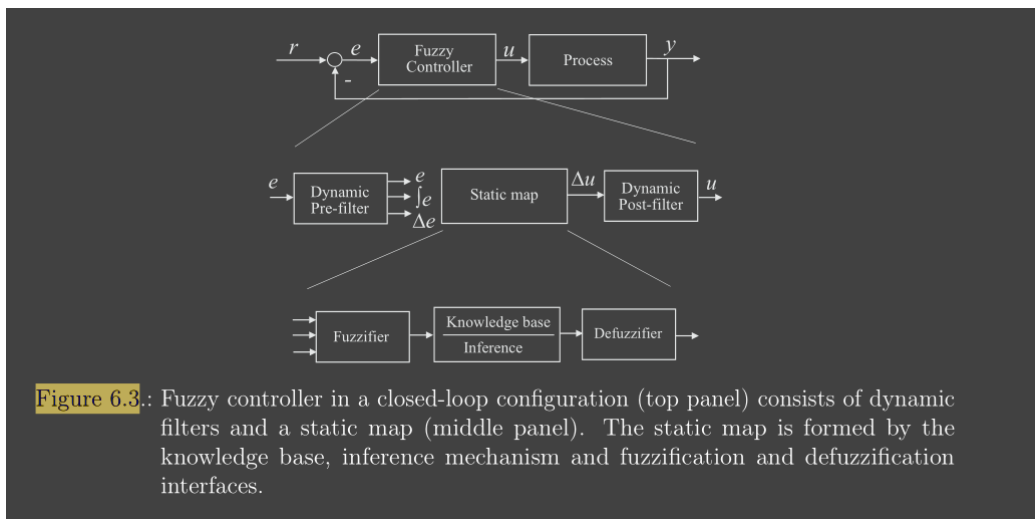 r
e
Fuzzy
Controller
u
Process
y
-
e
Dynamic
Pre-filter
e
∫e
Δe
Static map
Δu
Dynamic
Post-filter
u
Fuzzifier
Knowledge base
Inference
Defuzzifier
Figure 6.3.: Fuzzy controller in a closed-loop configuration (top panel) consists of dynamic
filters and a static map (middle panel). The static map is formed by the
knowledge base, inference mechanism and fuzzification and defuzzification
interfaces.